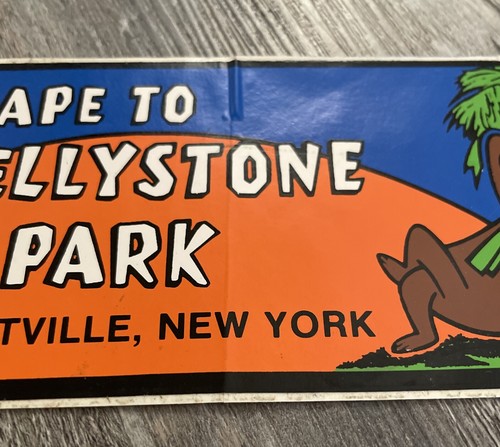 APE TO
ELLYSTONE
PARK
TVILLE, NEW YORK